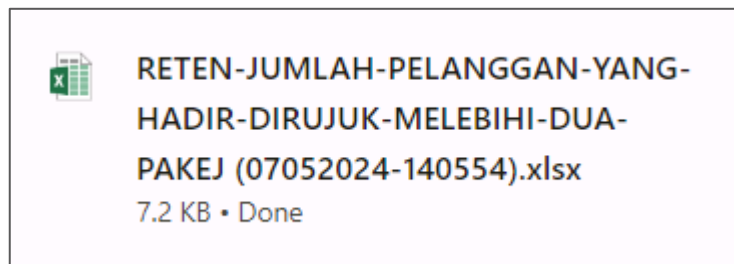 RETEN-JUMLAH-PELANGGAN-YANG-
HADIR-DIRUJUK-MELEBIHI-DUA-
PAKEJ (07052024-140554).xlsx
7.2 KB • Done